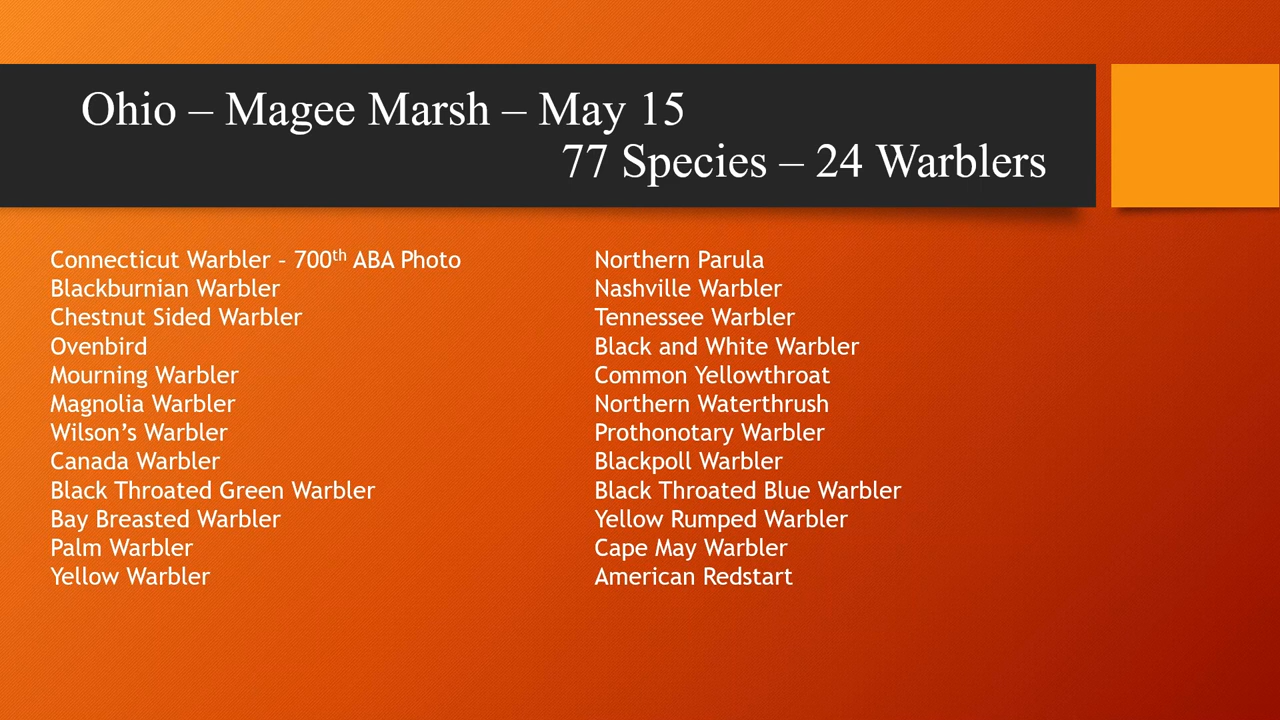 Ohio – Magee Marsh – May 15
77 Species – 24 Warblers
Connecticut Warbler – 700th ABA Photo
Blackburnian Warbler
Chestnut Sided Warbler
Ovenbird
Mourning Warbler
Magnolia Warbler
Wilson’s Warbler
Canada Warbler
Black Throated Green Warbler
Bay Breasted Warbler
Palm Warbler
Yellow Warbler
Northern Parula
Nashville Warbler
Tennessee Warbler
Black and White Warbler
Common Yellowthroat
Northern Waterthrush
Prothonotary Warbler
Blackpoll Warbler
Black Throated Blue Warbler
Yellow Rumped Warbler
Cape May Warbler
American Redstart